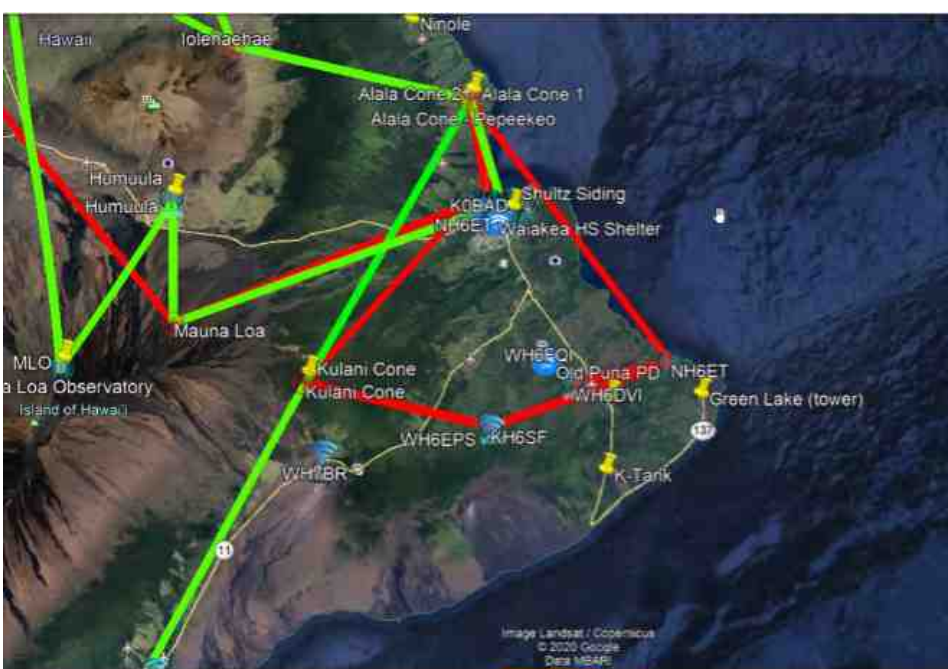 Ninole
Hawaii
Iolenaehae
Alala Cone 2
Alala Cone 1
Alala Cone - Pepeekeo
Humuula
Humuula
Shultz Siding
K0BAD
NH6ET
Waiakea HS Shelter
Mauna Loa
MLO
a Loa Observatory
Island of Hawai'i
Kulani Cone
Kulani Cone
WH6EQI
Old Puna PD
NH6ET
WH6DVI
Green Lake (tower)
137
WH6EPS
KH6SF
WH7BR
K-Tank
11
Image Landsat / Copernicus
© 2020 Google
Data MBARI